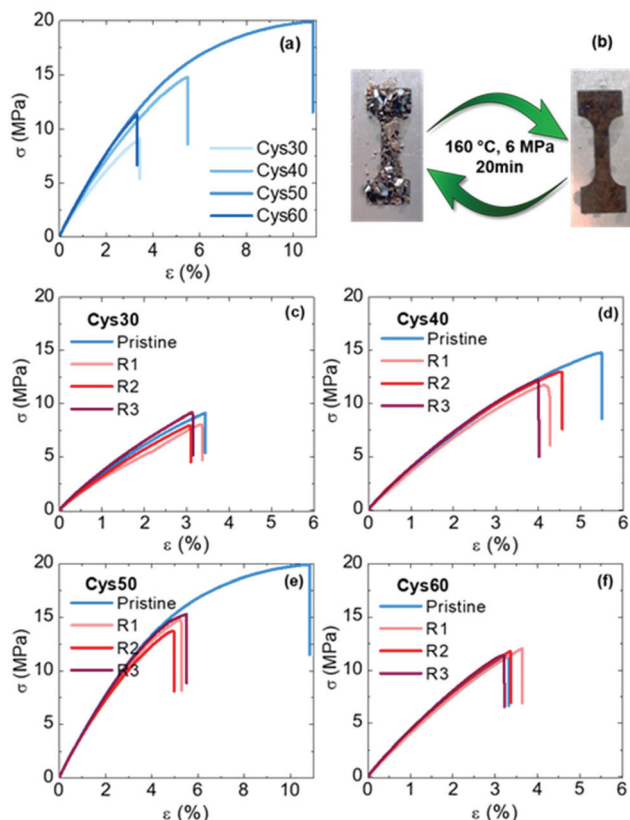 (a)
20
15
10
5
0
σ (MPa)
Cys30
Cys40
Cys50
Cys60
0 2 4 6 8 10
ε (%)
(b)
160 °C, 6 MPa
20min
(c)
Cys30
Pristine
R1
R2
R3
20
15
10
5
0
σ (MPa)
0 1 2 3 4 5 6
ε (%)
(d)
Cys40
Pristine
R1
R2
R3
20
15
10
5
0
σ (MPa)
0 1 2 3 4 5 6
ε (%)
(e)
Cys50
Pristine
R1
R2
R3
20
15
10
5
0
σ (MPa)
0 2 4 6 8 10
ε (%)
(f)
Cys60
Pristine
R1
R2
R3
20
15
10
5
0
σ (MPa)
0 1 2 3 4 5 6
ε (%)